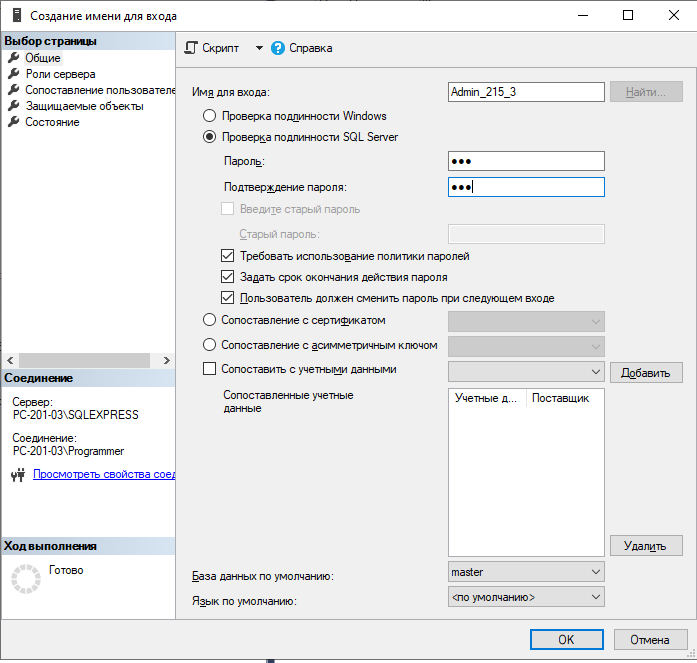 Создание имени для входа
Выбор страницы
Общие
Роли сервера
Сопоставление пользователе
Защищаемые объекты
Состояние
Скрипт
Справка
Имя для входа:
Admin_215_3
Найти...
Проверка подлинности Windows
Проверка подлинности SQL Server
Пароль:
●●●
Подтверждение пароля:
●●●
Введите старый пароль
Старый пароль:
Требовать использование политики паролей
Задать срок окончания действия пароля
Пользователь должен сменить пароль при следующем входе
Сопоставление с сертификатом
Сопоставление с асимметричным ключом
Сопоставить с учетными данными
Добавить
Сопоставленные учетные
данные
Учетные д...
Поставщик
Удалить
База данных по умолчанию:
master
Язык по умолчанию:
<по умолчанию>
Соединение
Сервер:
PC-201-03\SQLEXPRESS
Соединение:
PC-201-03\Programmer
Просмотреть свойства соед
Ход выполнения
Готово
OK
Отмена